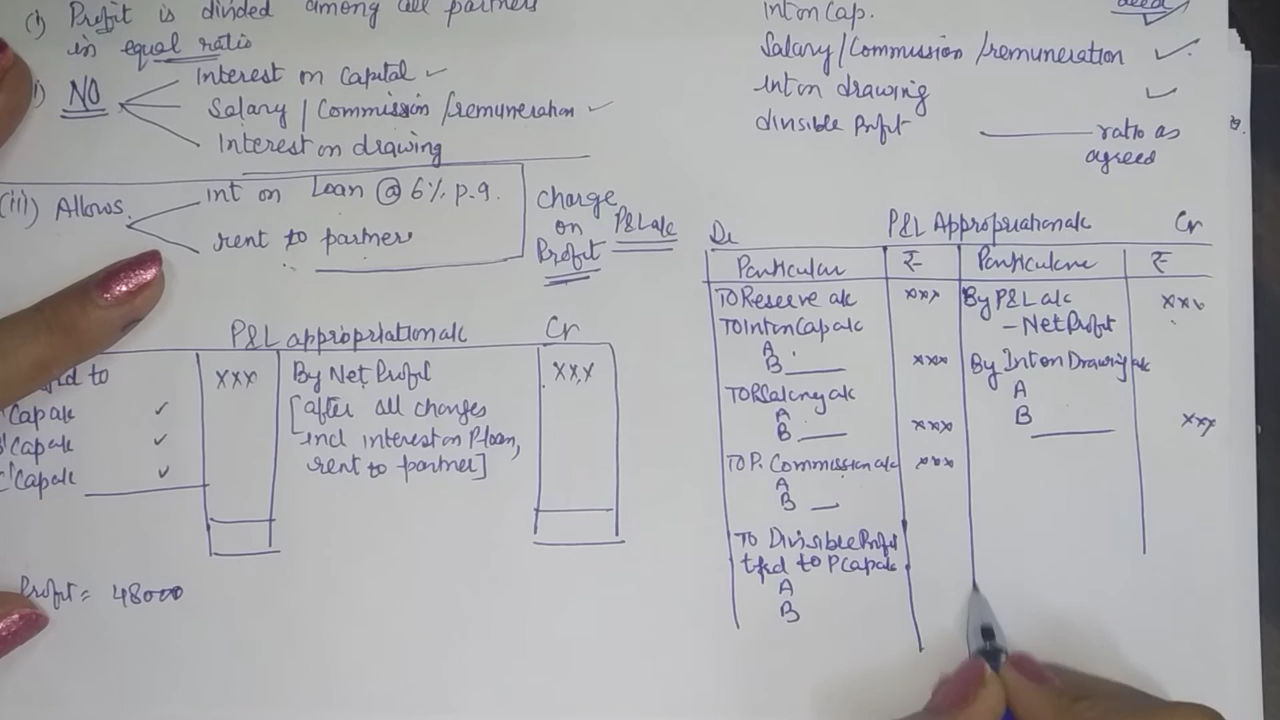 (i) Profit is divided among all partners
in equal ratio
i) NO
Interest on Capital ✓
Salary / Commission /remuneration ✓
Interest on drawing
(iii) Allows
int on Loan @ 6% p.a.
rent to partner
charge
on
Profit
P&L a/c
P&L appropriation a/c Cr
to
Cap a/c ✓
Cap a/c ✓
Cap a/c ✓
xxx
By Net Profit
[after all charges
incl interest on P loan,
rent to partner]
xxx
Profit = 48000
Int on Cap.
deed
Salary/Commission/remuneration ✓
Int on drawing ✓
divisible Profit ratio as
agreed
Dr P&L Appropriation a/c Cr
Particular ₹ Particular ₹
To Reserve a/c xxx By P&L a/c xxx
To Int on Cap a/c - Net Profit
A
B xxx By Int on Drawing a/c
To P. Salary a/c A
A B xxx
B xxx
To P. Commission a/c xxx
A
B
To Divisible Profit
tfd to P Cap a/c
A
B